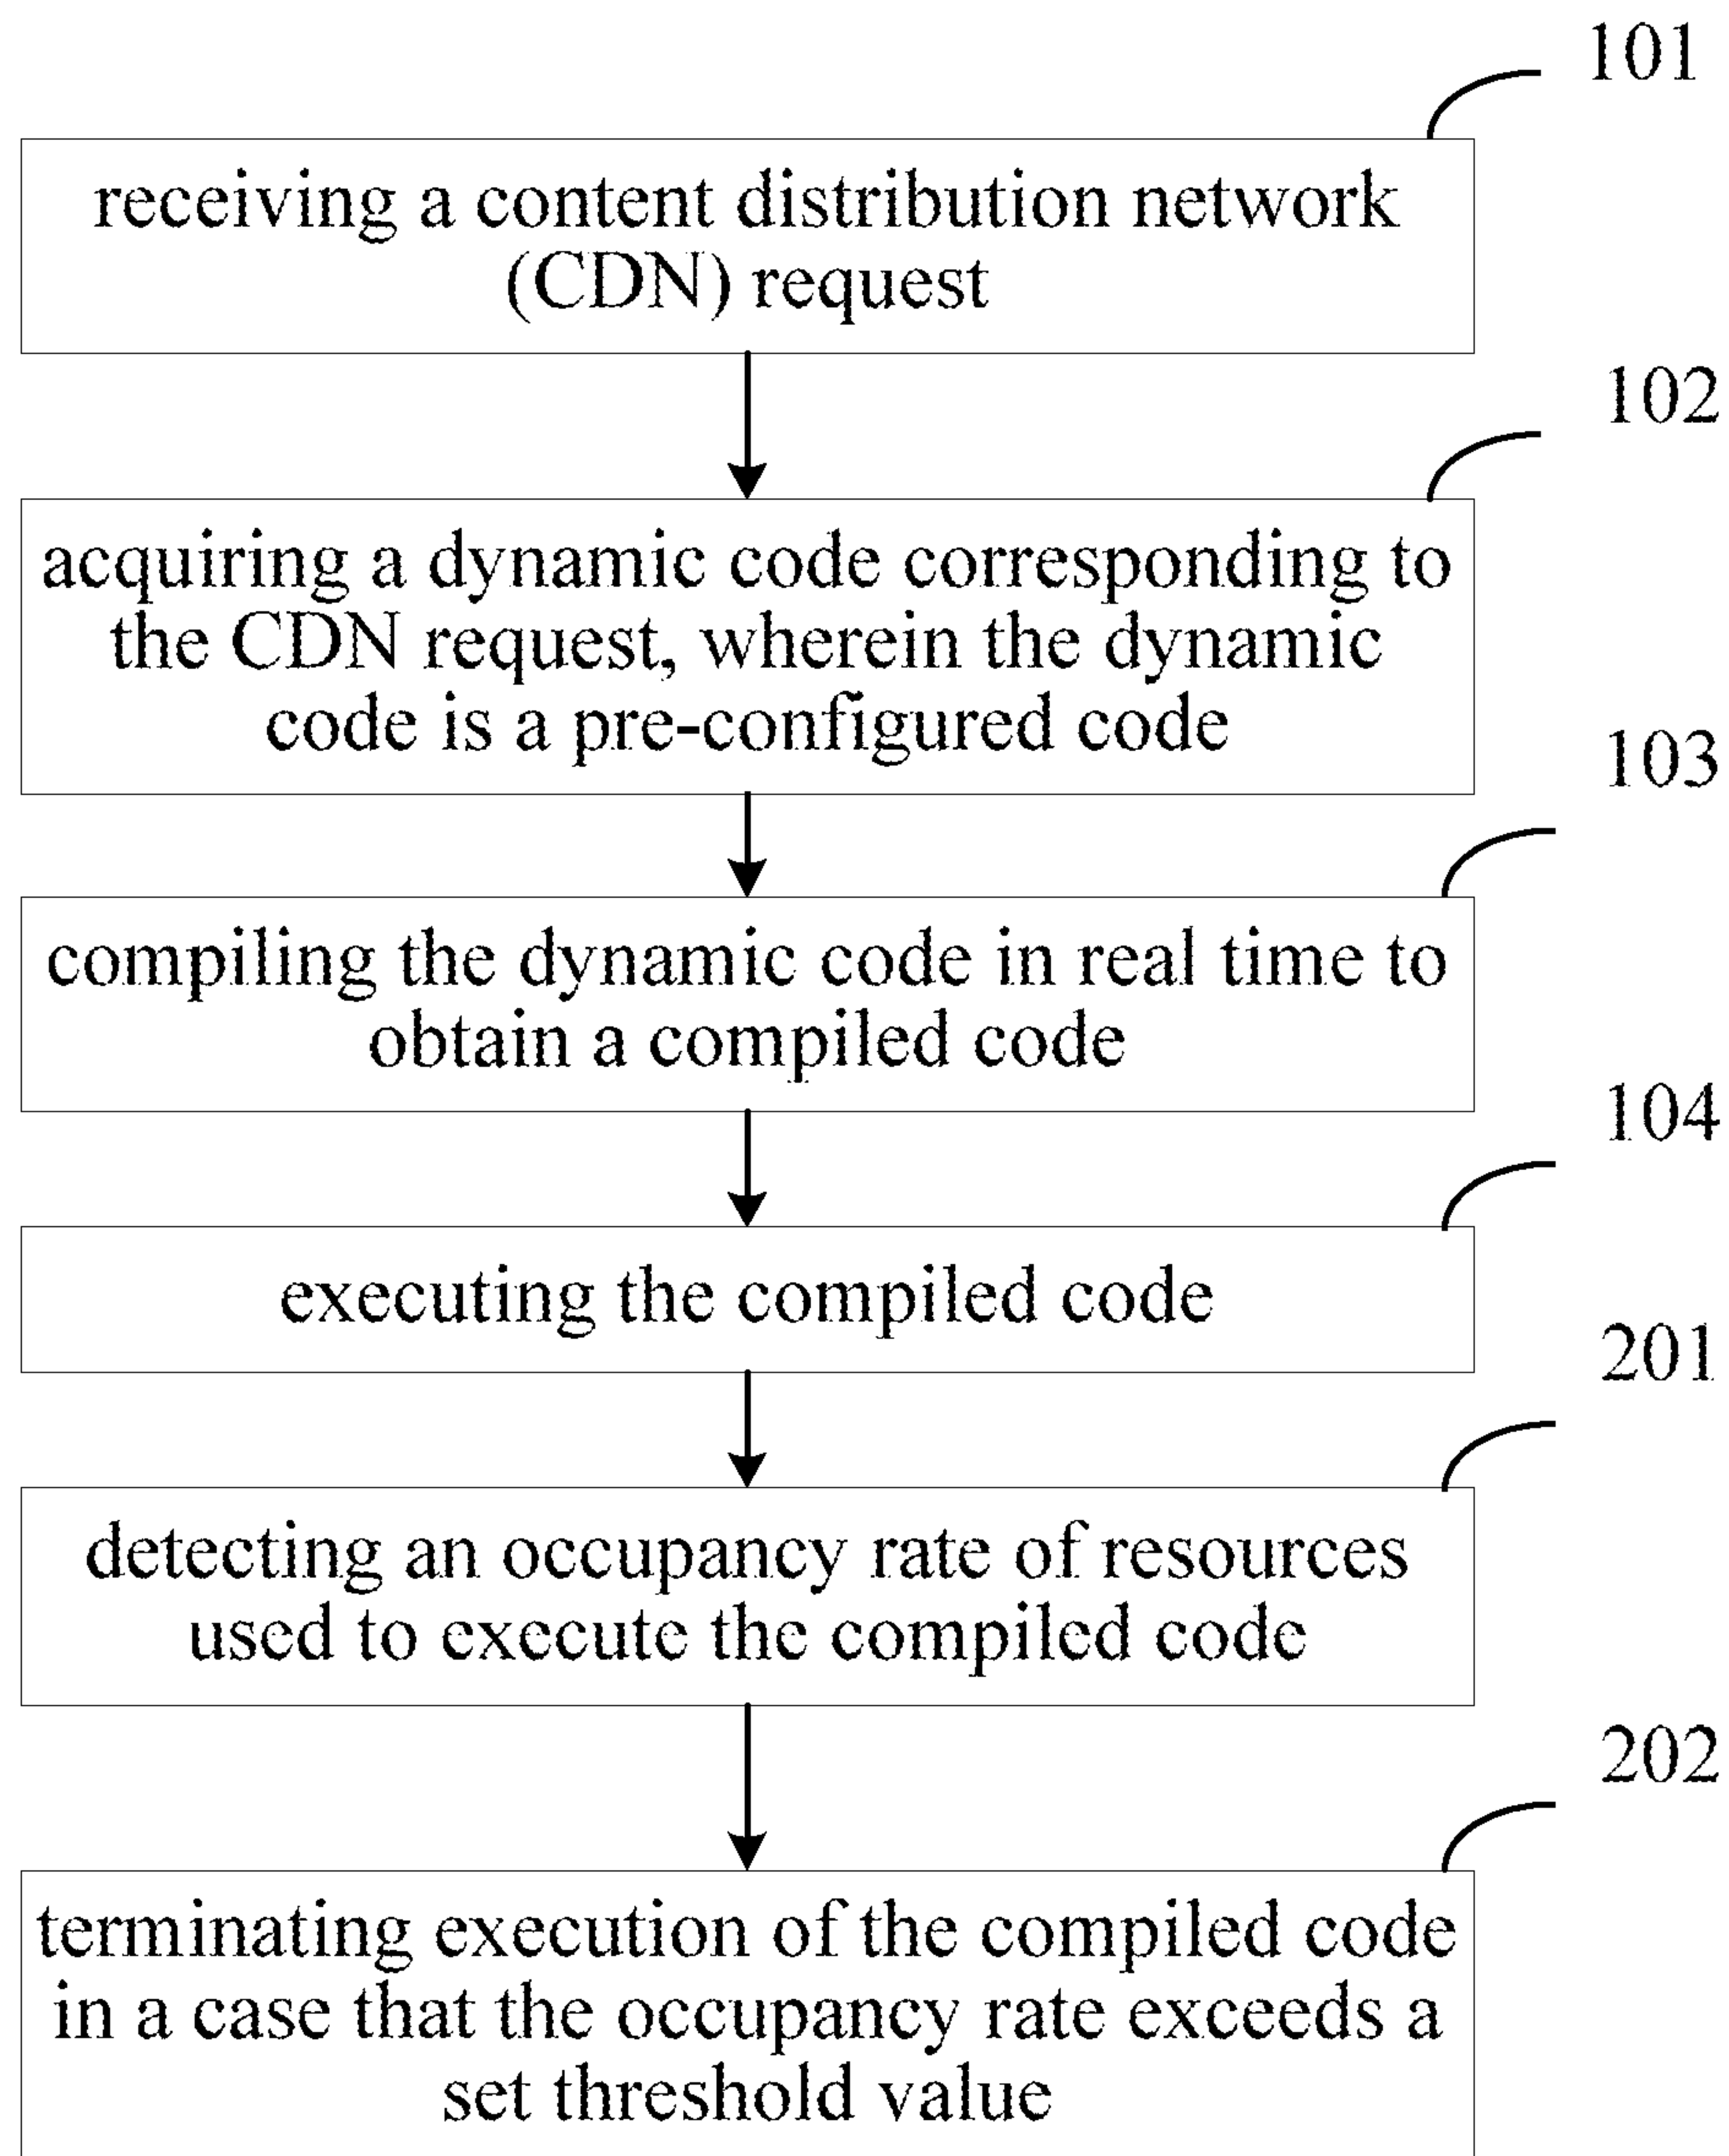 101
receiving a content distribution network
(CDN) request
102
acquiring a dynamic code corresponding to
the CDN request, wherein the dynamic
code is a pre-configured code
103
compiling the dynamic code in real time to
obtain a compiled code
104
executing the compiled code
201
detecting an occupancy rate of resources
used to execute the compiled code
202
terminating execution of the compiled code
in a case that the occupancy rate exceeds a
set threshold value